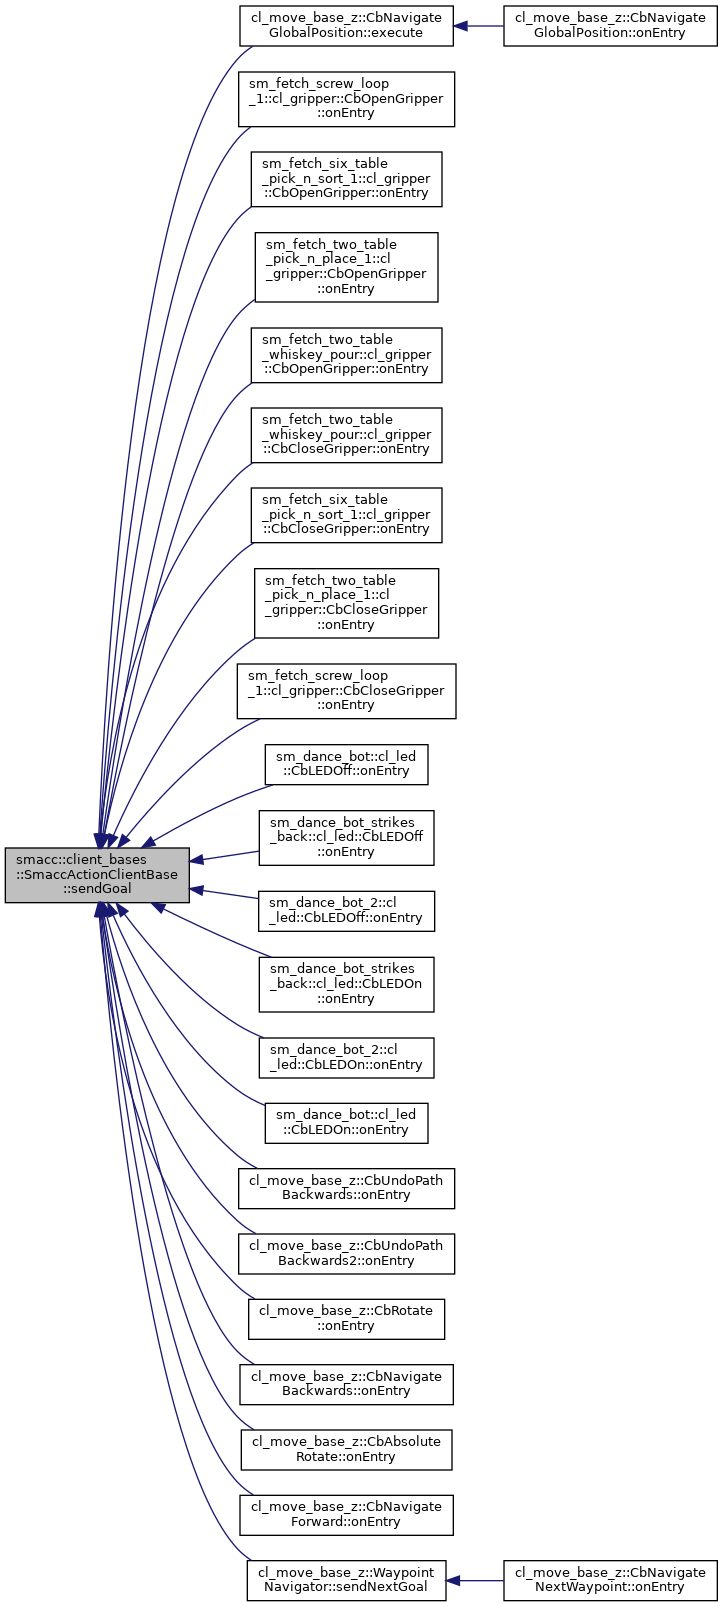 cl_move_base_z::CbNavigate
GlobalPosition::execute
cl_move_base_z::CbNavigate
GlobalPosition::onEntry
sm_fetch_screw_loop
_1::cl_gripper::CbOpenGripper
::onEntry
sm_fetch_six_table
_pick_n_sort_1::cl_gripper
::CbOpenGripper::onEntry
sm_fetch_two_table
_pick_n_place_1::cl
_gripper::CbOpenGripper
::onEntry
sm_fetch_two_table
_whiskey_pour::cl_gripper
::CbOpenGripper::onEntry
sm_fetch_two_table
_whiskey_pour::cl_gripper
::CbCloseGripper::onEntry
sm_fetch_six_table
_pick_n_sort_1::cl_gripper
::CbCloseGripper::onEntry
sm_fetch_two_table
_pick_n_place_1::cl
_gripper::CbCloseGripper
::onEntry
sm_fetch_screw_loop
_1::cl_gripper::CbCloseGripper
::onEntry
sm_dance_bot::cl_led
::CbLEDOff::onEntry
sm_dance_bot_strikes
_back::cl_led::CbLEDOff
::onEntry
smacc::client_bases
::SmaccActionClientBase
::sendGoal
sm_dance_bot_2::cl
_led::CbLEDOff::onEntry
sm_dance_bot_strikes
_back::cl_led::CbLEDOn
::onEntry
sm_dance_bot_2::cl
_led::CbLEDOn::onEntry
sm_dance_bot::cl_led
::CbLEDOn::onEntry
cl_move_base_z::CbUndoPath
Backwards::onEntry
cl_move_base_z::CbUndoPath
Backwards2::onEntry
cl_move_base_z::CbRotate
::onEntry
cl_move_base_z::CbNavigate
Backwards::onEntry
cl_move_base_z::CbAbsolute
Rotate::onEntry
cl_move_base_z::CbNavigate
Forward::onEntry
cl_move_base_z::Waypoint
Navigator::sendNextGoal
cl_move_base_z::CbNavigate
NextWaypoint::onEntry